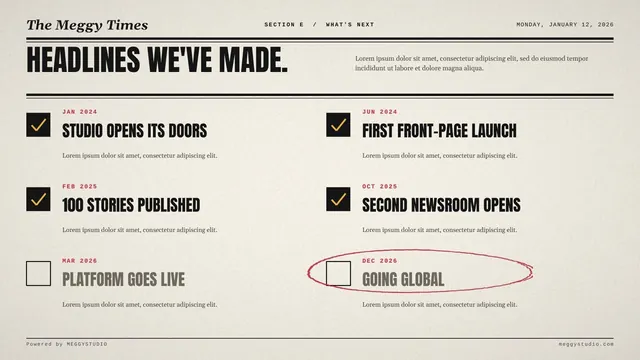 The Meggy Times
SECTION E / WHAT'S NEXT
MONDAY, JANUARY 12, 2026
HEADLINES WE'VE MADE.
Lorem ipsum dolor sit amet, consectetur adipiscing elit, sed do eiusmod tempor
incididunt ut labore et dolore magna aliqua.
JAN 2024
STUDIO OPENS ITS DOORS
Lorem ipsum dolor sit amet, consectetur adipiscing elit.
JUN 2024
FIRST FRONT-PAGE LAUNCH
Lorem ipsum dolor sit amet, consectetur adipiscing elit.
FEB 2025
100 STORIES PUBLISHED
Lorem ipsum dolor sit amet, consectetur adipiscing elit.
OCT 2025
SECOND NEWSROOM OPENS
Lorem ipsum dolor sit amet, consectetur adipiscing elit.
MAR 2026
PLATFORM GOES LIVE
Lorem ipsum dolor sit amet, consectetur adipiscing elit.
DEC 2026
GOING GLOBAL
Lorem ipsum dolor sit amet, consectetur adipiscing elit.
Powered by MEGGYSTUDIO
meggystudio.com